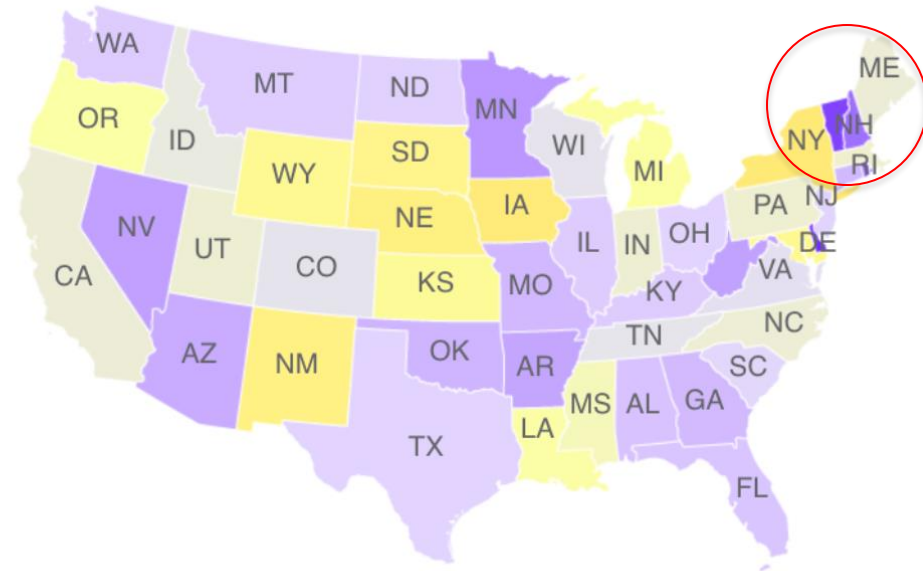 WA
ME
MT
ND
MN
OR
NH
ID
NY
WI
SD
RI
WY
MI
NJ
NE
IA
PA
NV
OH
DE
UT
IL
IN
CO
VA
CA
KS
MO
KY
NC
TN
AZ
OK
NM
AR
SC
MS
AL
GA
LA
TX
FL